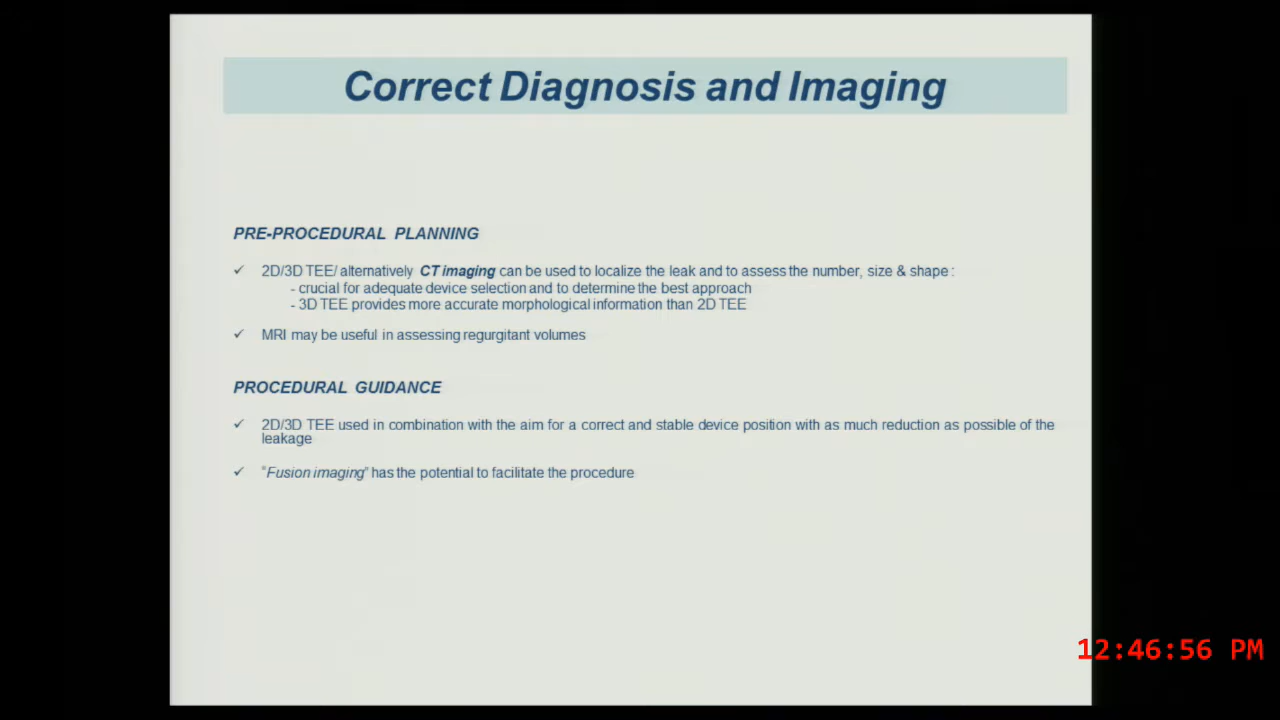 Correct Diagnosis and Imaging
PRE-PROCEDURAL PLANNING
✓ 2D/3D TEE/ alternatively CT imaging can be used to localize the leak and to assess the number, size & shape :
- crucial for adequate device selection and to determine the best approach
- 3D TEE provides more accurate morphological information than 2D TEE
✓ MRI may be useful in assessing regurgitant volumes
PROCEDURAL GUIDANCE
✓ 2D/3D TEE used in combination with the aim for a correct and stable device position with as much reduction as possible of the
leakage
✓ "Fusion imaging" has the potential to facilitate the procedure
12:46:56 PM